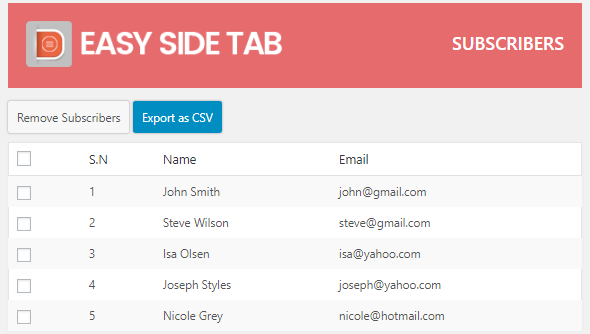 EASY SIDE TAB SUBSCRIBERS
Remove Subscribers Export as CSV
S.N Name Email
1 John Smith john@gmail.com
2 Steve Wilson steve@gmail.com
3 Isa Olsen isa@yahoo.com
4 Joseph Styles joseph@yahoo.com
5 Nicole Grey nicole@hotmail.com